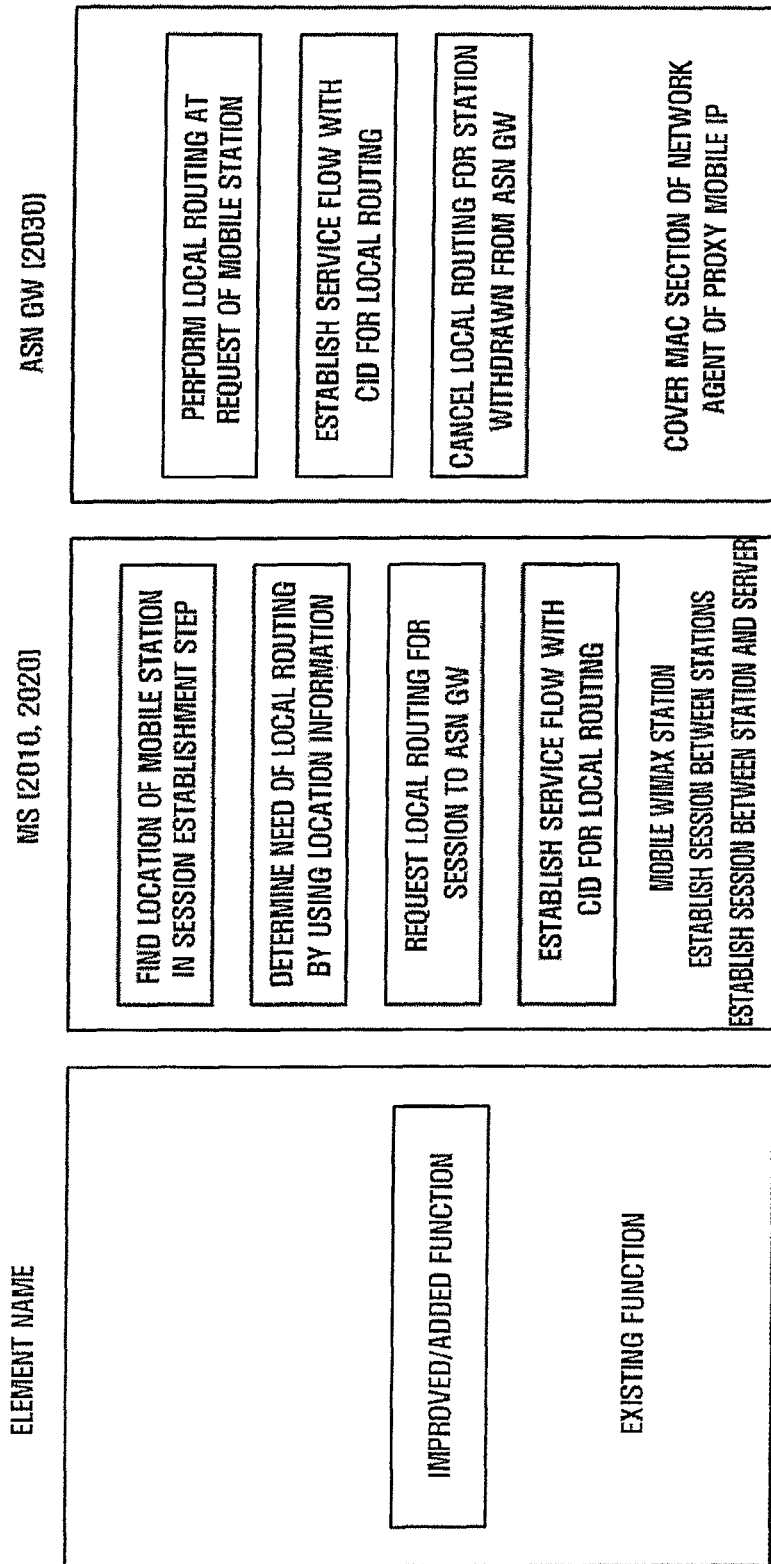 ELEMENT NAME
IMPROVED/ADDED FUNCTION
EXISTING FUNCTION
MS (2010, 2020)
FIND LOCATION OF MOBILE STATION
IN SESSION ESTABLISHMENT STEP
DETERMINE NEED OF LOCAL ROUTING
BY USING LOCATION INFORMATION
REQUEST LOCAL ROUTING FOR
SESSION TO ASN GW
ESTABLISH SERVICE FLOW WITH
CID FOR LOCAL ROUTING
MOBILE WIMAX STATION
ESTABLISH SESSION BETWEEN STATIONS
ESTABLISH SESSION BETWEEN STATION AND SERVER
ASN GW (2030)
PERFORM LOCAL ROUTING AT
REQUEST OF MOBILE STATION
ESTABLISH SERVICE FLOW WITH
CID FOR LOCAL ROUTING
CANCEL LOCAL ROUTING FOR STATION
WITHDRAWN FROM ASN GW
COVER MAC SECTION OF NETWORK
AGENT OF PROXY MOBILE IP